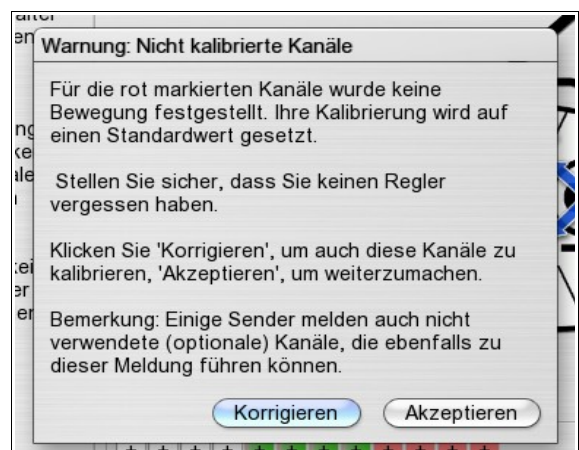 Warnung: Nicht kalibrierte Kanäle
Für die rot markierten Kanäle wurde keine
Bewegung festgestellt. Ihre Kalibrierung wird auf
einen Standardwert gesetzt.
Stellen Sie sicher, dass Sie keinen Regler
vergessen haben.
Klicken Sie 'Korrigieren', um auch diese Kanäle zu
kalibrieren, 'Akzeptieren', um weiterzumachen.
Bemerkung: Einige Sender melden auch nicht
verwendete (optionale) Kanäle, die ebenfalls zu
dieser Meldung führen können.
Korrigieren Akzeptieren